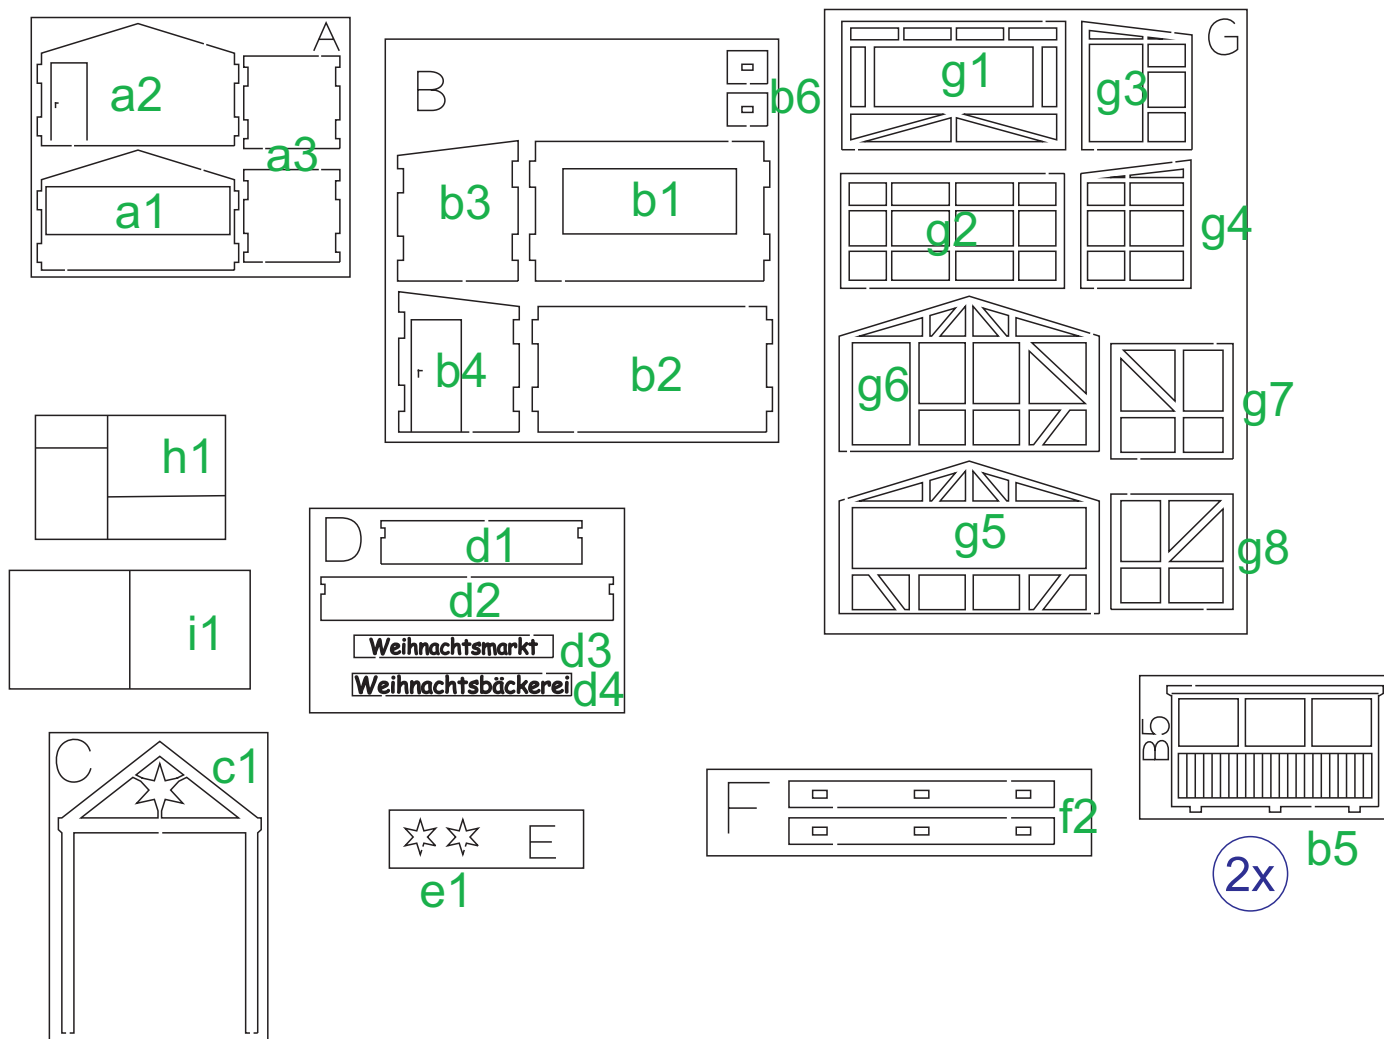 A
a2
a3
a1
B
b6
b3
b1
b4
b2
G
g1
g3
g2
g4
g6
g7
g5
g8
h1
i1
D
d1
d2
Weihnachtsmarkt d3
Weihnachtsbäckerei d4
C
c1
E
e1
F
f2
B5
b5
2x